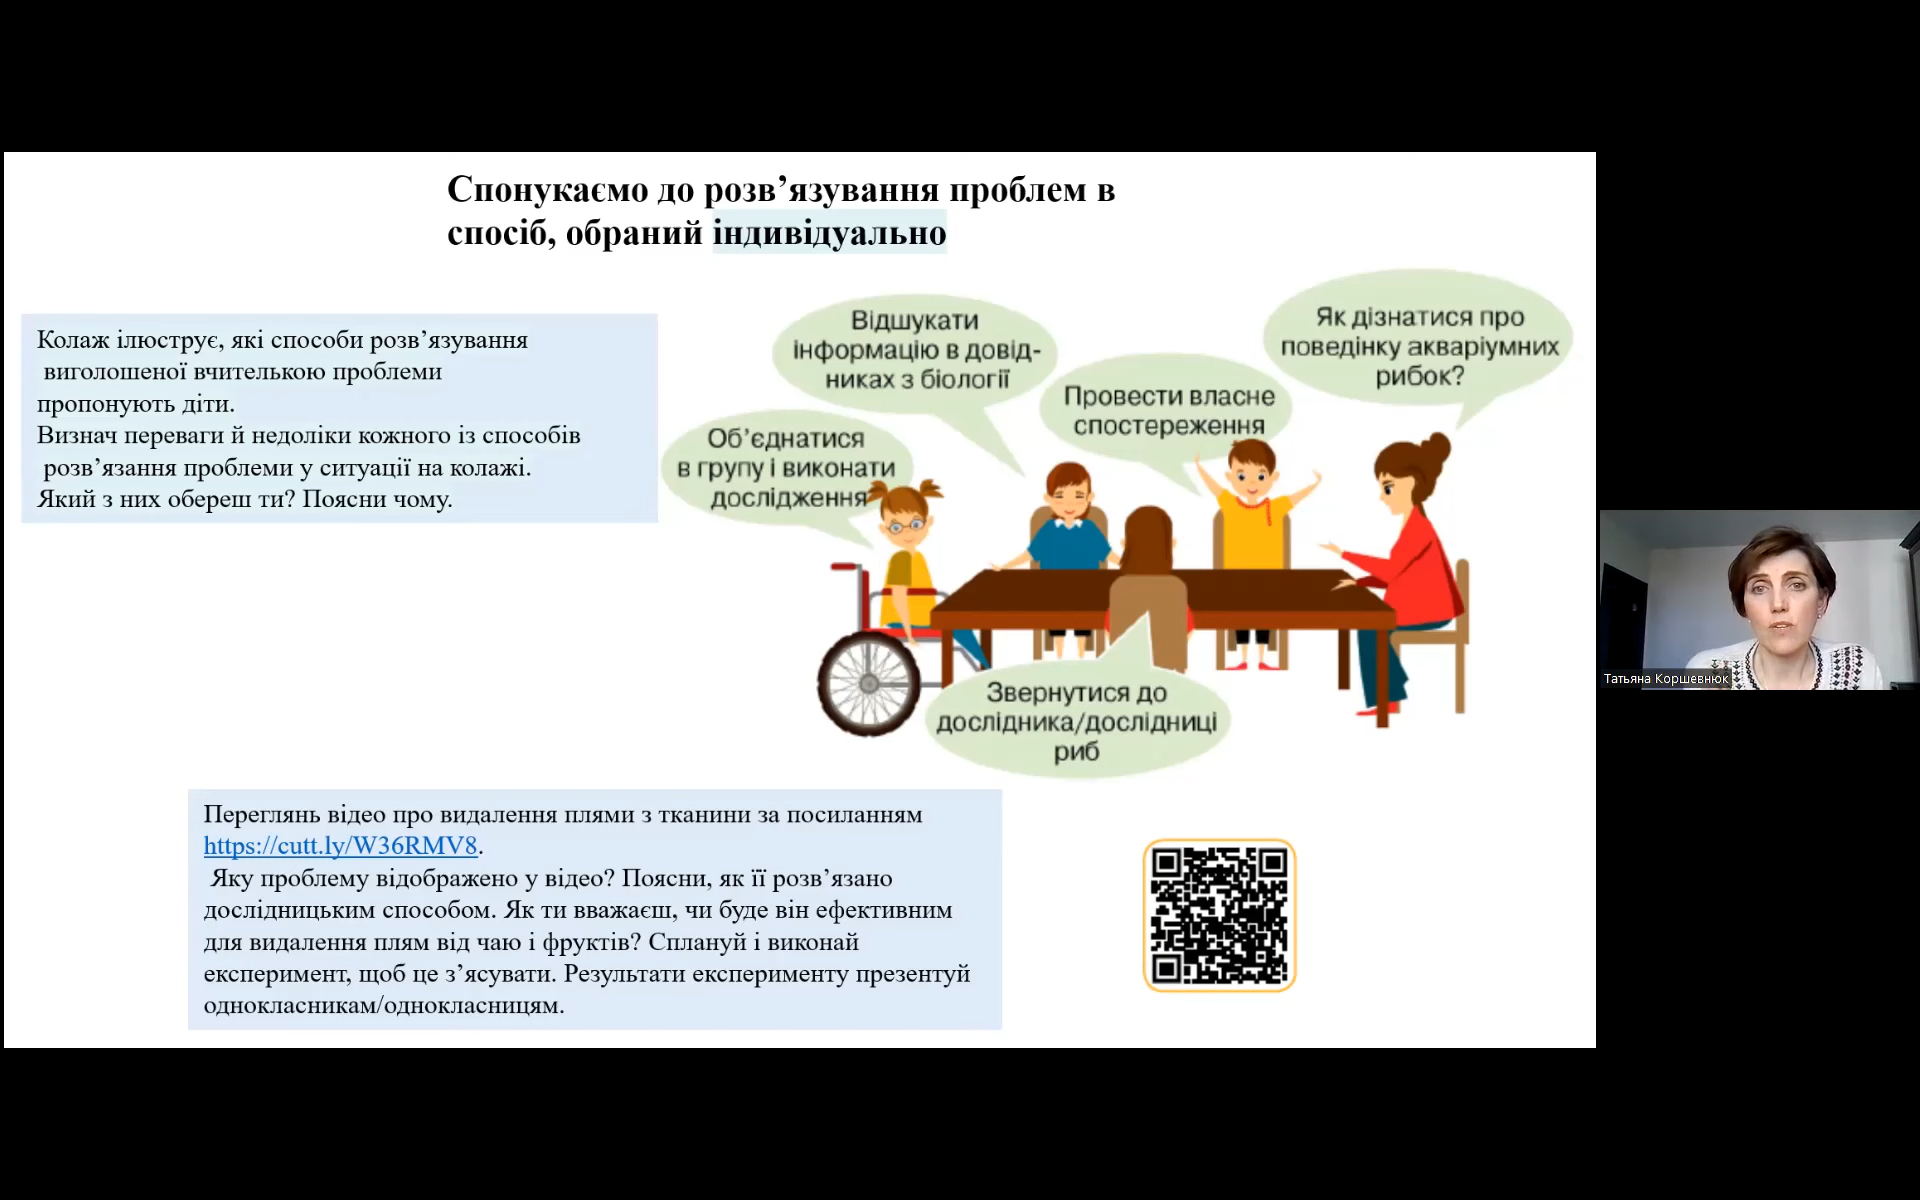 Спонукаємо до розв’язування проблем в
спосіб, обраний індивідуально
Колаж ілюструє, які способи розв’язування
виголошеної вчителькою проблеми
пропонують діти.
Визнач переваги й недоліки кожного із способів
розв’язання проблеми у ситуації на колажі.
Який з них обереш ти? Поясни чому.
Об’єднатися
в групу і виконати
дослідження
Відшукати
інформацію в довід-
никах з біології
Провести власне
спостереження
Як дізнатися про
поведінку акваріумних
рибок?
Звернутися до
дослідника/дослідниці
риб
Переглянь відео про видалення плями з тканини за посиланням
https://cutt.ly/W36RMV8.
Яку проблему відображено у відео? Поясни, як її розв’язано
дослідницьким способом. Як ти вважаєш, чи буде він ефективним
для видалення плям від чаю і фруктів? Сплануй і виконай
експеримент, щоб це з’ясувати. Результати експерименту презентуй
однокласникам/однокласницям.
Татьяна Коршевнюк